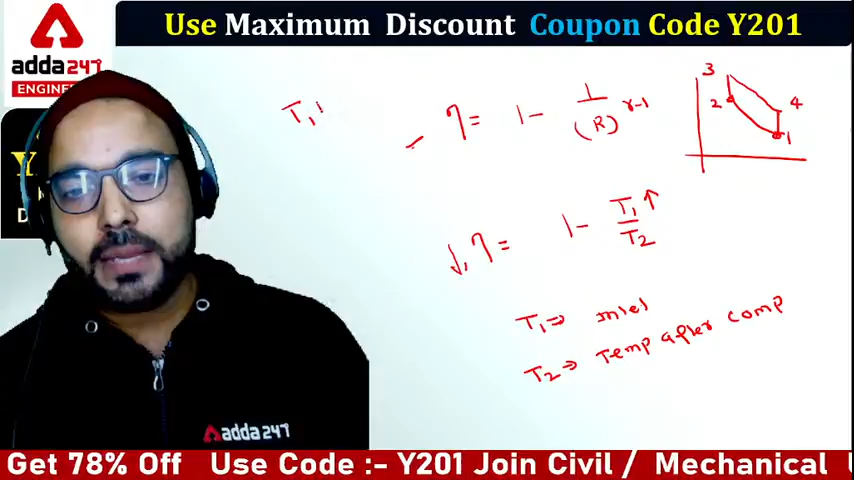 Use Maximum Discount Coupon Code Y201
adda247
ENGINE
Y
D
T₁'
η = 1 - 1/(R)^γ-1
3
2
4
1
↓, η = 1 - T₁↑/T₂
T₁ ⇒ inlet
T₂ → Temp after comp
adda247
Get 78% Off Use Code :- Y201 Join Civil / Mechanical